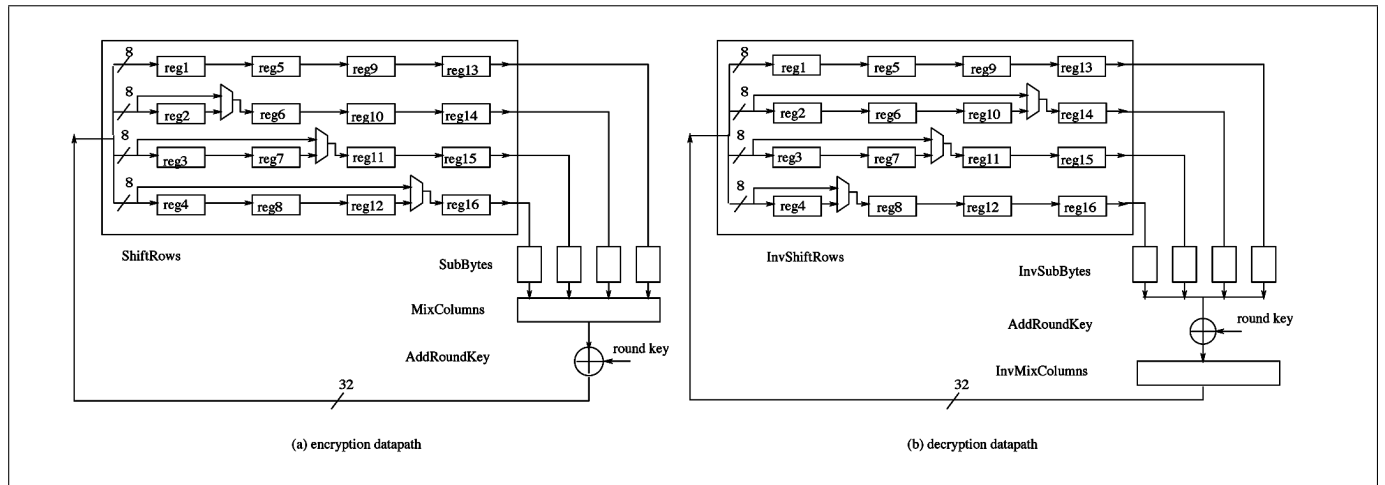 8
reg1 reg5 reg9 reg13
8
reg2 reg6 reg10 reg14
8
reg3 reg7 reg11 reg15
8
reg4 reg8 reg12 reg16
ShiftRows
SubBytes
MixColumns
AddRoundKey
round key
32
(a) encryption datapath
8
reg1 reg5 reg9 reg13
8
reg2 reg6 reg10 reg14
8
reg3 reg7 reg11 reg15
8
reg4 reg8 reg12 reg16
InvShiftRows
InvSubBytes
AddRoundKey
round key
InvMixColumns
32
(b) decryption datapath